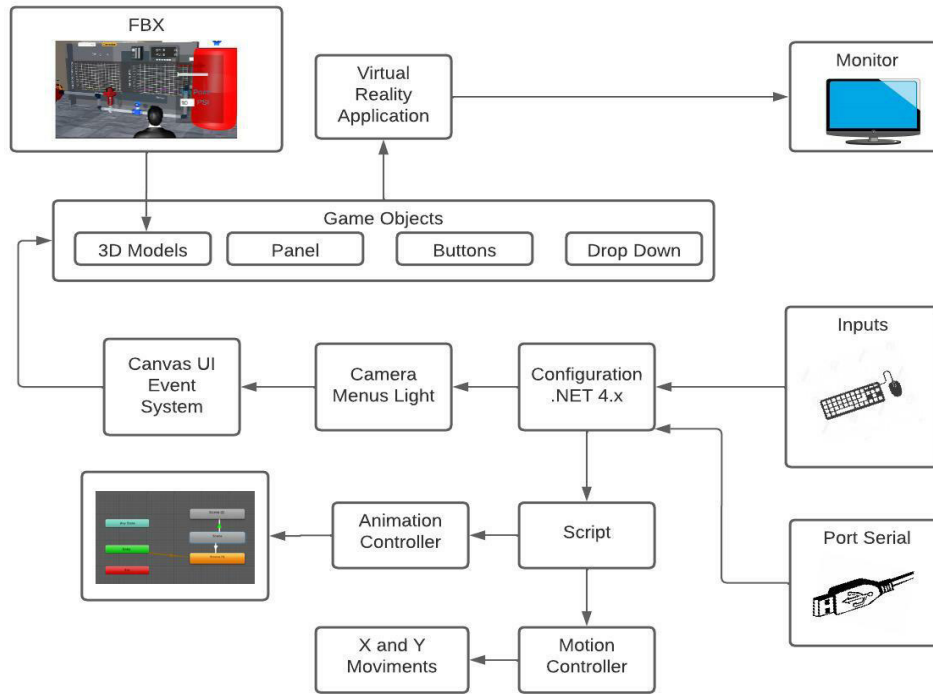 FBX
Virtual
Reality
Application
Monitor
Game Objects
3D Models
Panel
Buttons
Drop Down
Inputs
Canvas UI
Event
System
Camera
Menus Light
Configuration
.NET 4.x
Animation
Controller
Script
Port Serial
X and Y
Moviments
Motion
Controller